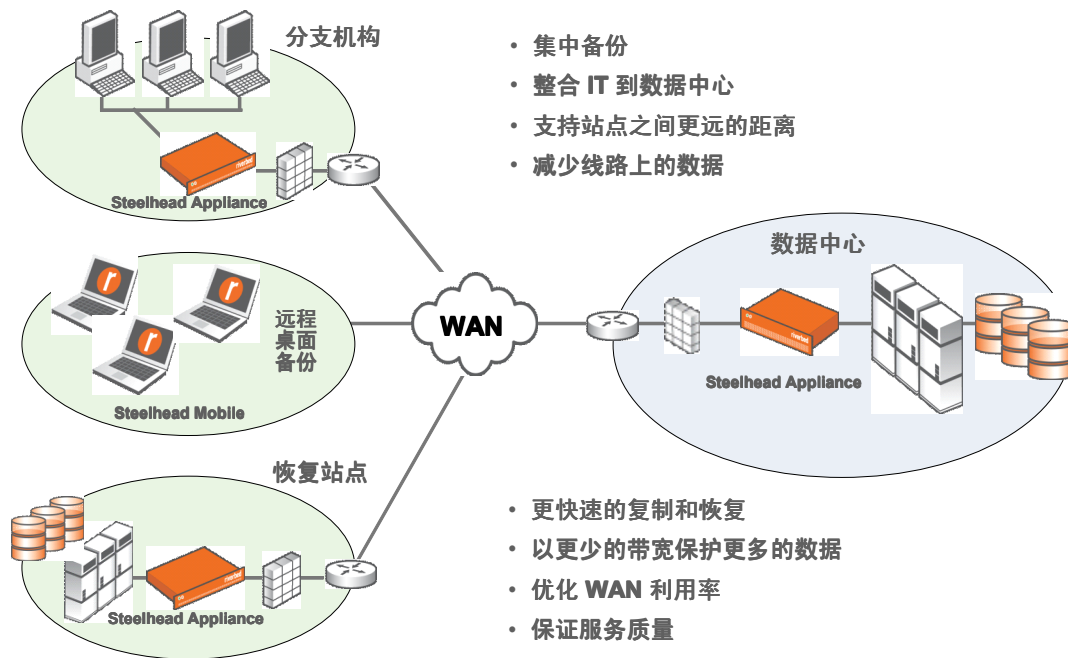 分支机构
Steelhead Appliance
• 集中备份
• 整合 IT 到数据中心
• 支持站点之间更远的距离
• 减少线路上的数据
远程
桌面
备份
Steelhead Mobile
WAN
数据中心
Steelhead Appliance
恢复站点
Steelhead Appliance
• 更快速的复制和恢复
• 以更少的带宽保护更多的数据
• 优化 WAN 利用率
• 保证服务质量